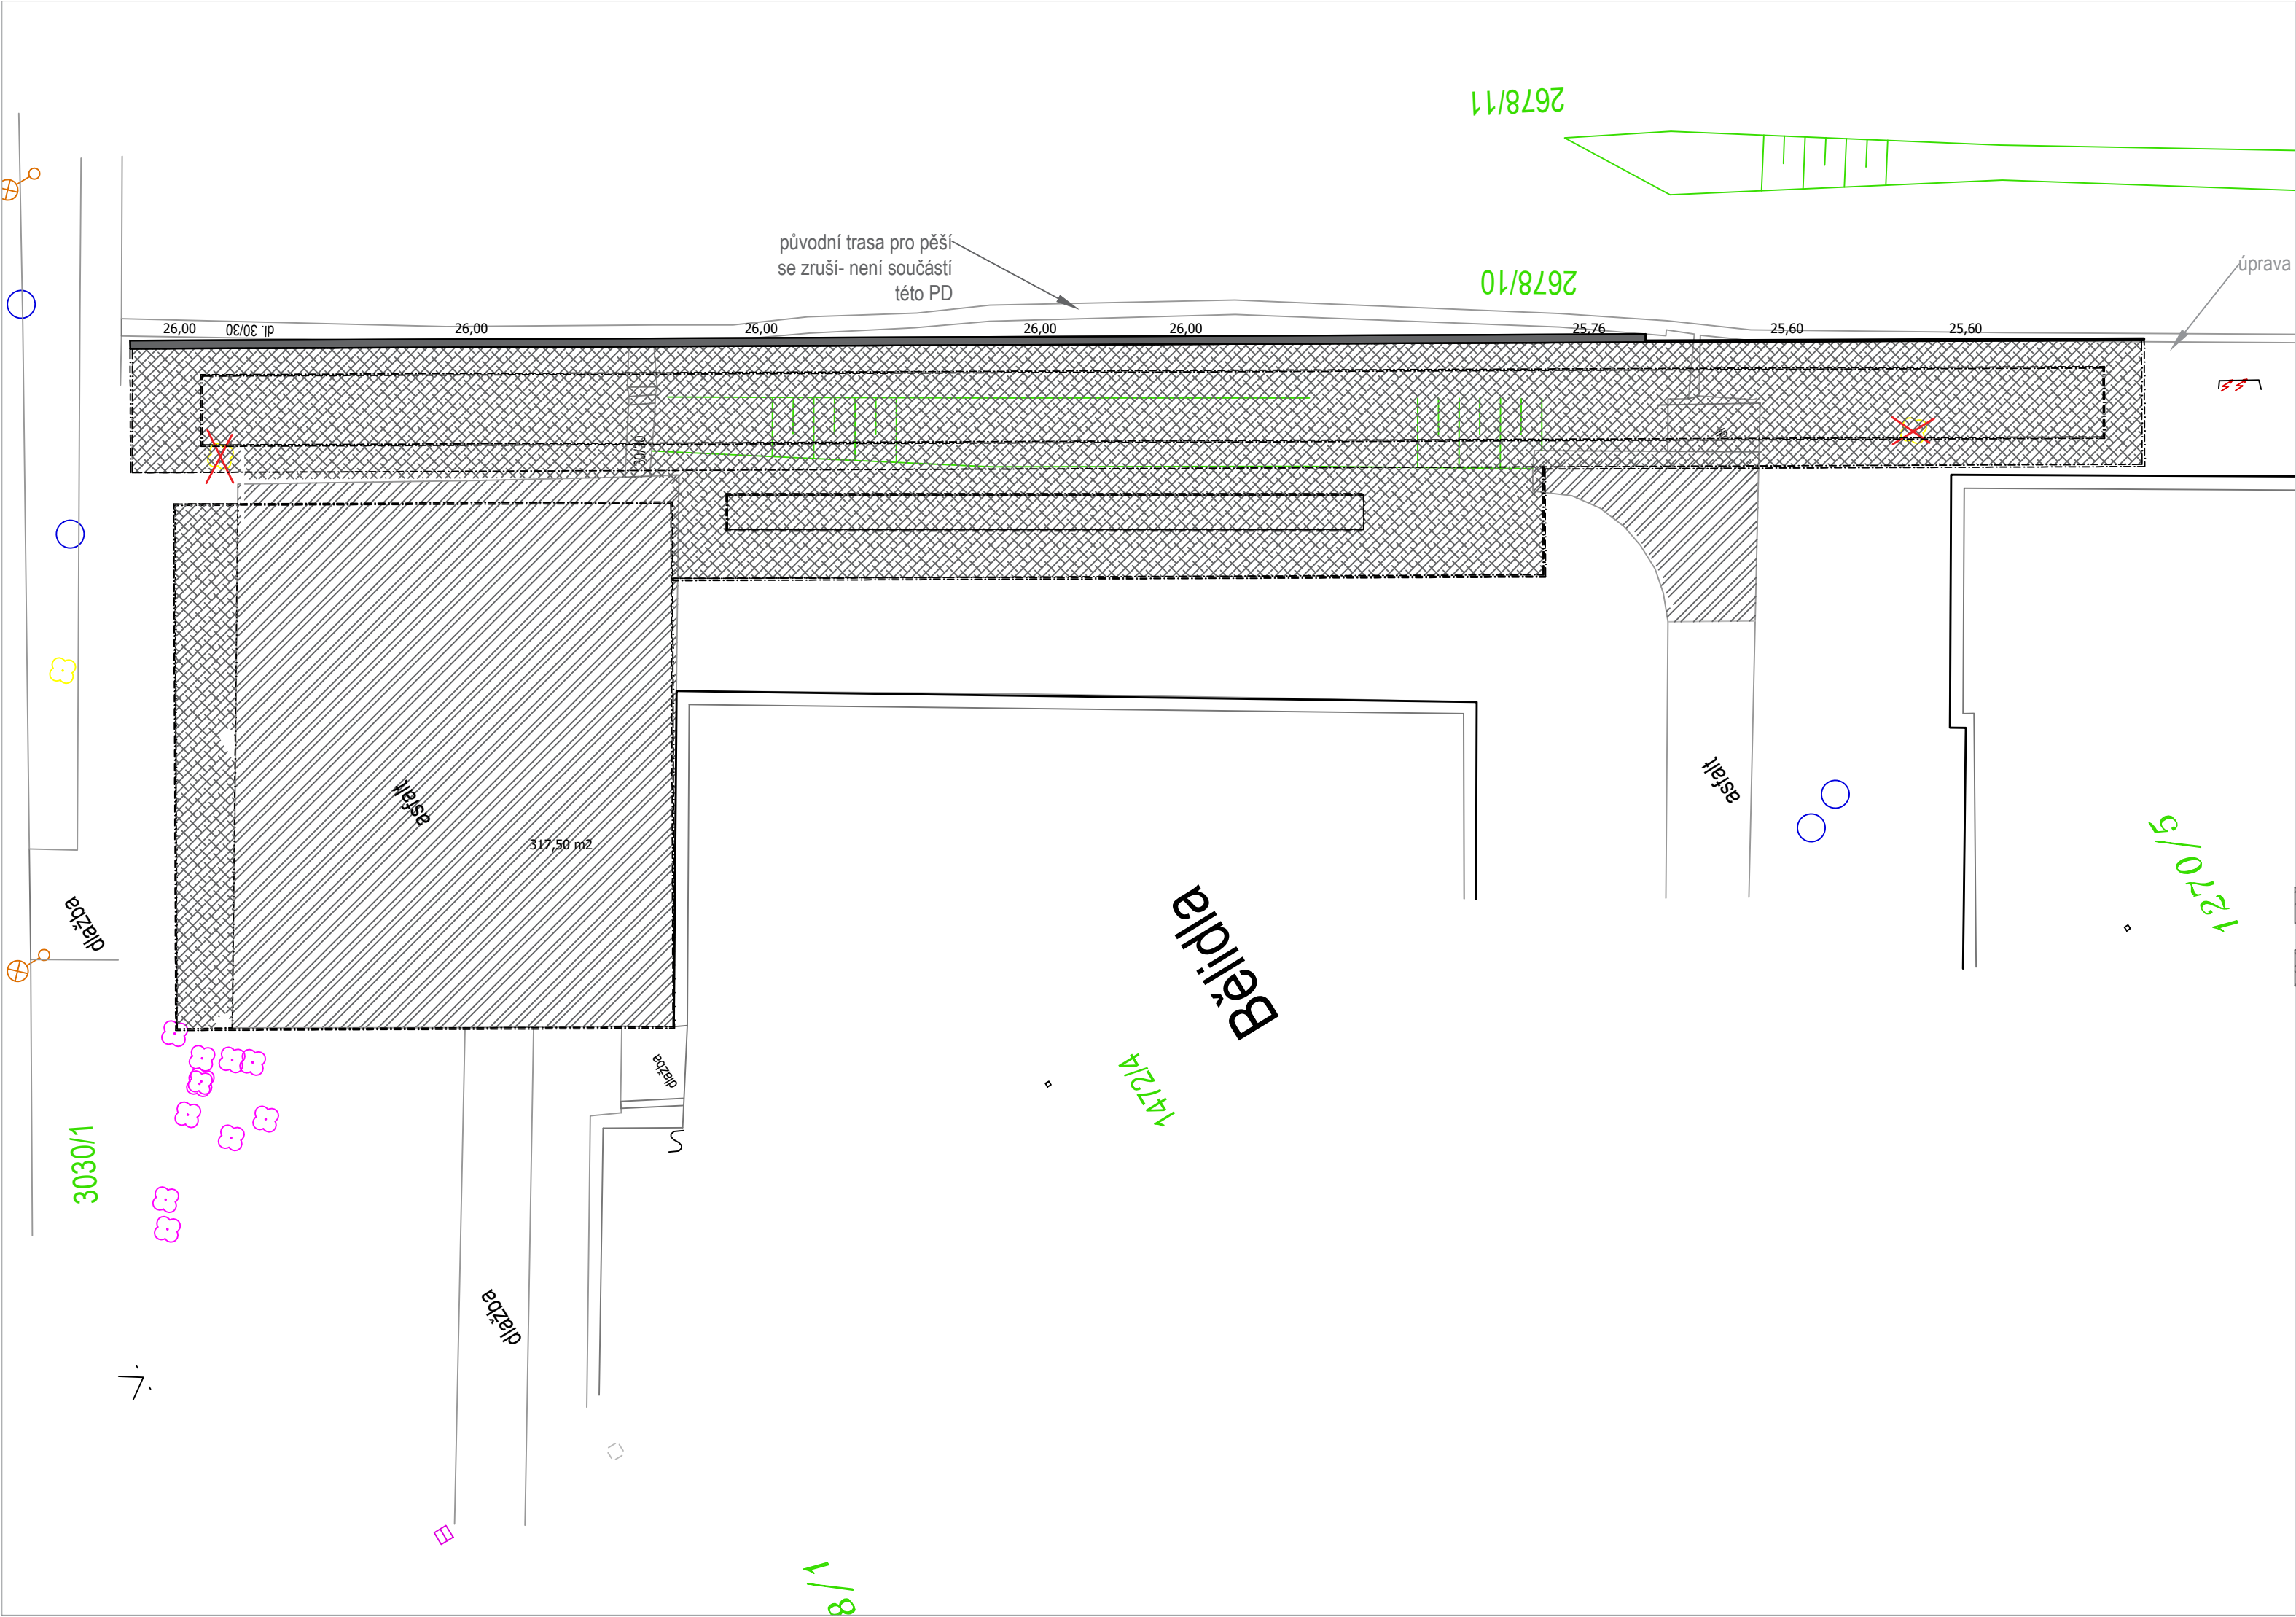 2678/11
původní trasa pro pěší
se zruší- není součástí
této PD
2678/10
úprava
26,00
dl. 30/30
26,00
26,00
26,00
26,00
25,76
25,60
25,60
asfalt
317,50 m2
asfalt
1270/5
dlažba
Bělidla
1472/4
dlažba
3030/1
dlažba